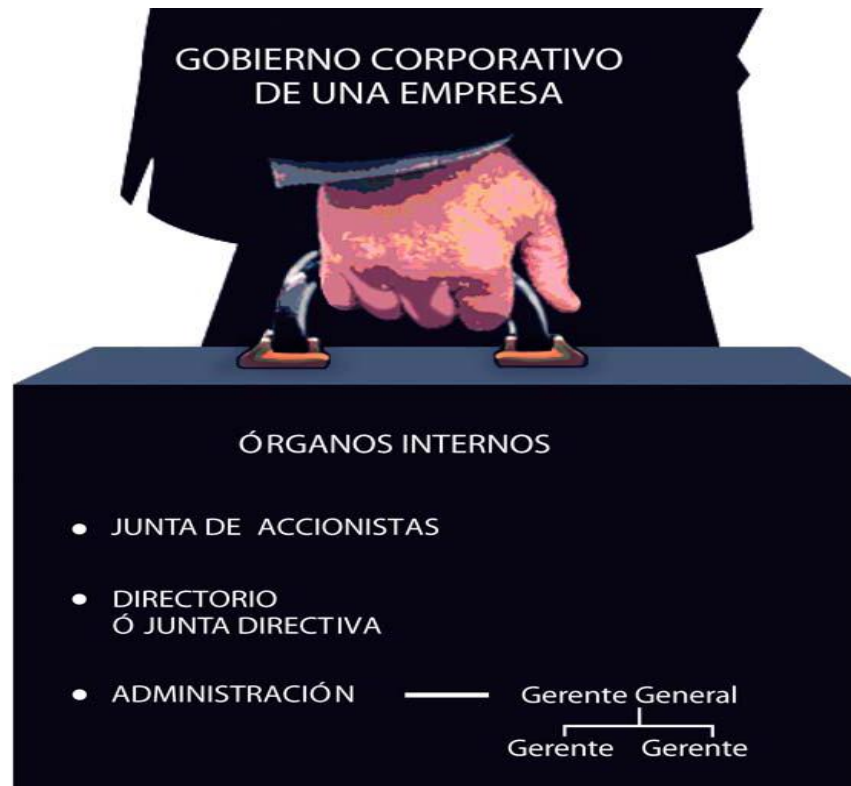 GOBIERNO CORPORATIVO
DE UNA EMPRESA
ÓRGANOS INTERNOS
• JUNTA DE ACCIONISTAS
• DIRECTORIO
Ó JUNTA DIRECTIVA
• ADMINISTRACIÓN — Gerente General
Gerente Gerente